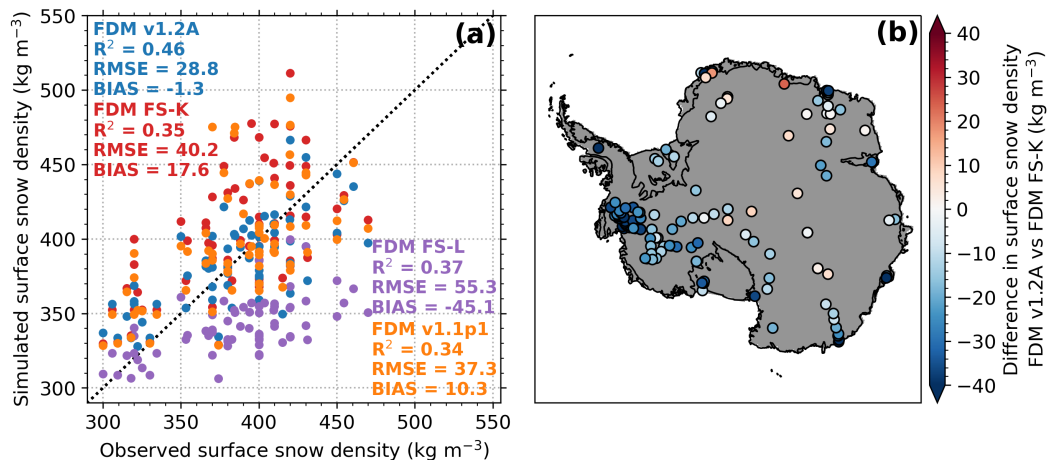 (a)
FDM v1.2A
R² = 0.46
RMSE = 28.8
BIAS = -1.3
FDM FS-K
R² = 0.35
RMSE = 40.2
BIAS = 17.6
FDM FS-L
R² = 0.37
RMSE = 55.3
BIAS = -45.1
FDM v1.1p1
R² = 0.34
RMSE = 37.3
BIAS = 10.3
550
500
450
400
350
300
Simulated surface snow density (kg m⁻³)
300 350 400 450 500 550
Observed surface snow density (kg m⁻³)
(b)
40
30
20
10
0
−10
−20
−30
−40
Difference in surface snow density
FDM v1.2A vs FDM FS-K (kg m⁻³)